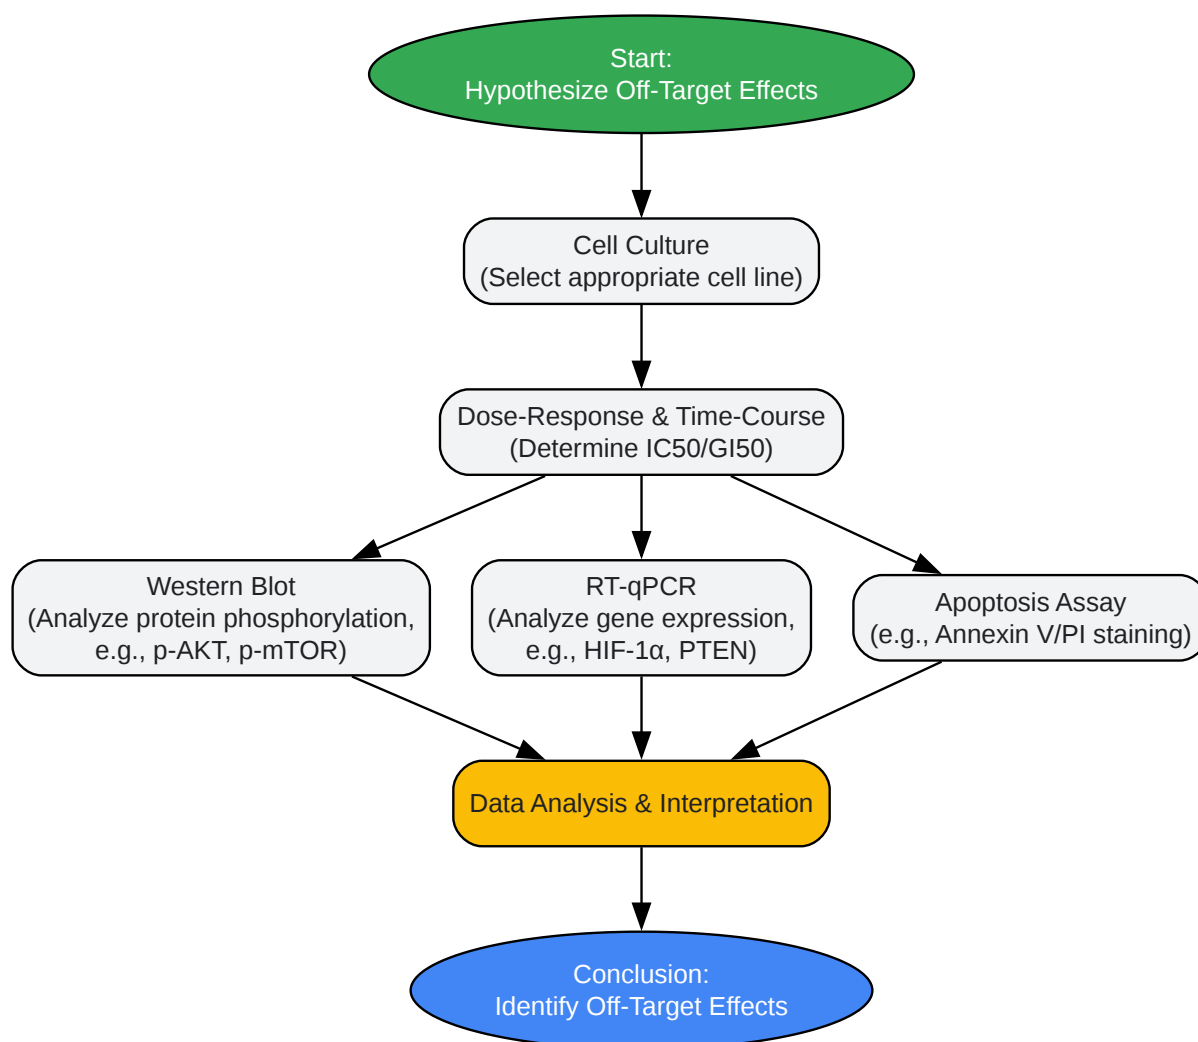 Start:
Hypothesize Off-Target Effects
Cell Culture
(Select appropriate cell line)
Dose-Response & Time-Course
(Determine IC50/GI50)
Western Blot
(Analyze protein phosphorylation,
e.g., p-AKT, p-mTOR)
RT-qPCR
(Analyze gene expression,
e.g., HIF-1α, PTEN)
Apoptosis Assay
(e.g., Annexin V/PI staining)
Data Analysis & Interpretation
Conclusion:
Identify Off-Target Effects